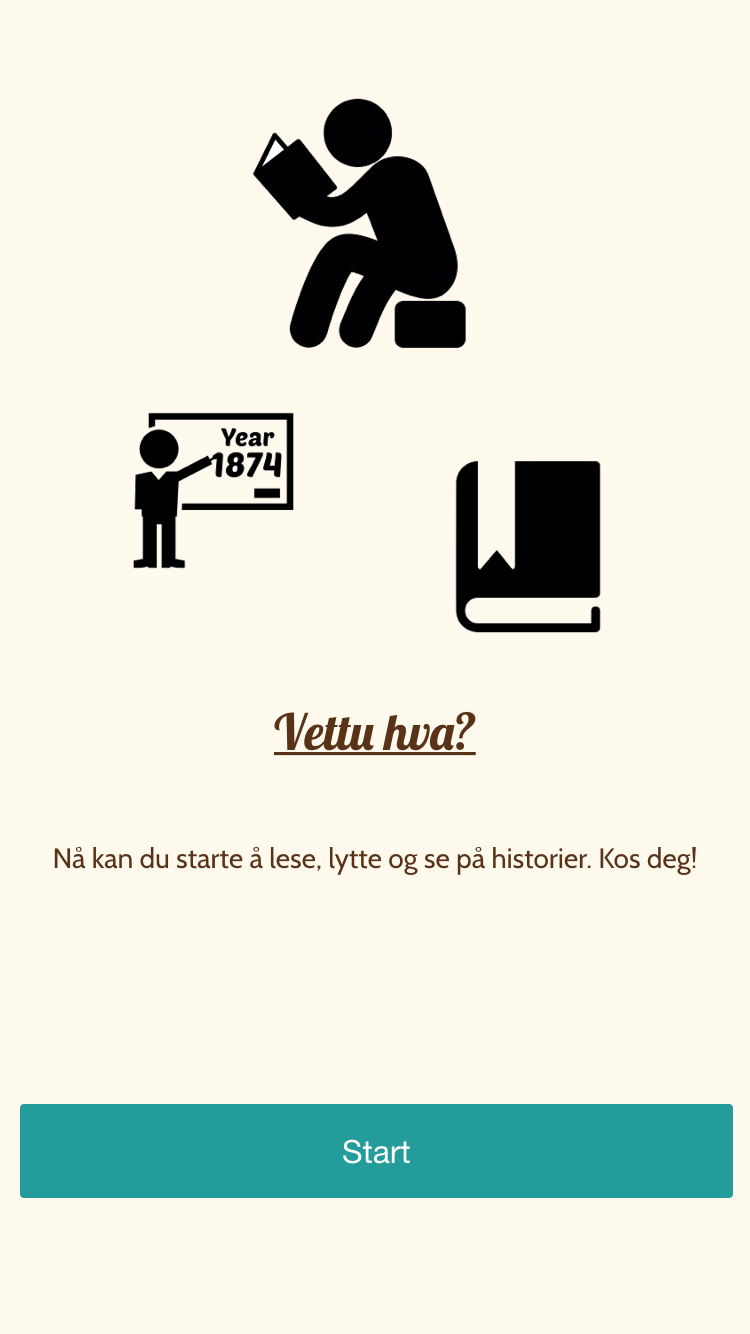 Year
1874
Vettu hva?
Nå kan du starte å lese, lytte og se på historier. Kos deg!
Start